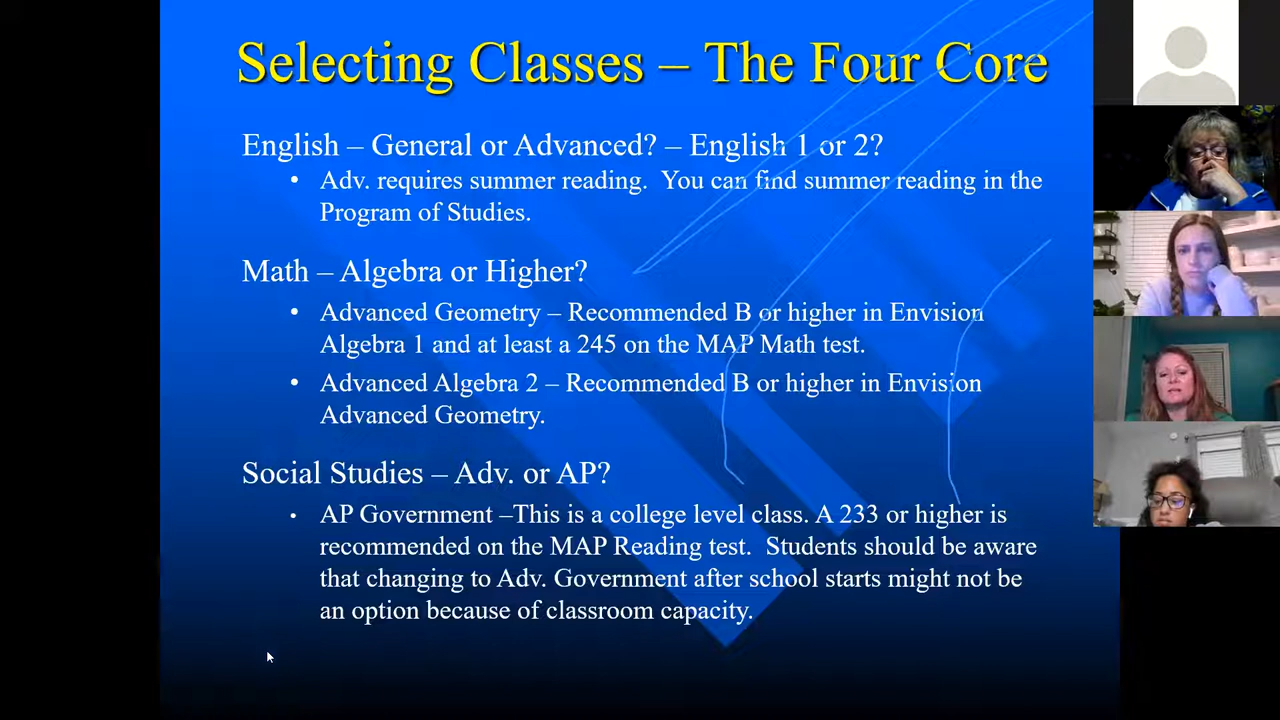 Selecting Classes – The Four Core
English – General or Advanced? – English 1 or 2?
• Adv. requires summer reading.  You can find summer reading in the
Program of Studies.
Math – Algebra or Higher?
• Advanced Geometry – Recommended B or higher in Envision
Algebra 1 and at least a 245 on the MAP Math test.
• Advanced Algebra 2 – Recommended B or higher in Envision
Advanced Geometry.
Social Studies – Adv. or AP?
• AP Government –This is a college level class. A 233 or higher is
recommended on the MAP Reading test.  Students should be aware
that changing to Adv. Government after school starts might not be
an option because of classroom capacity.